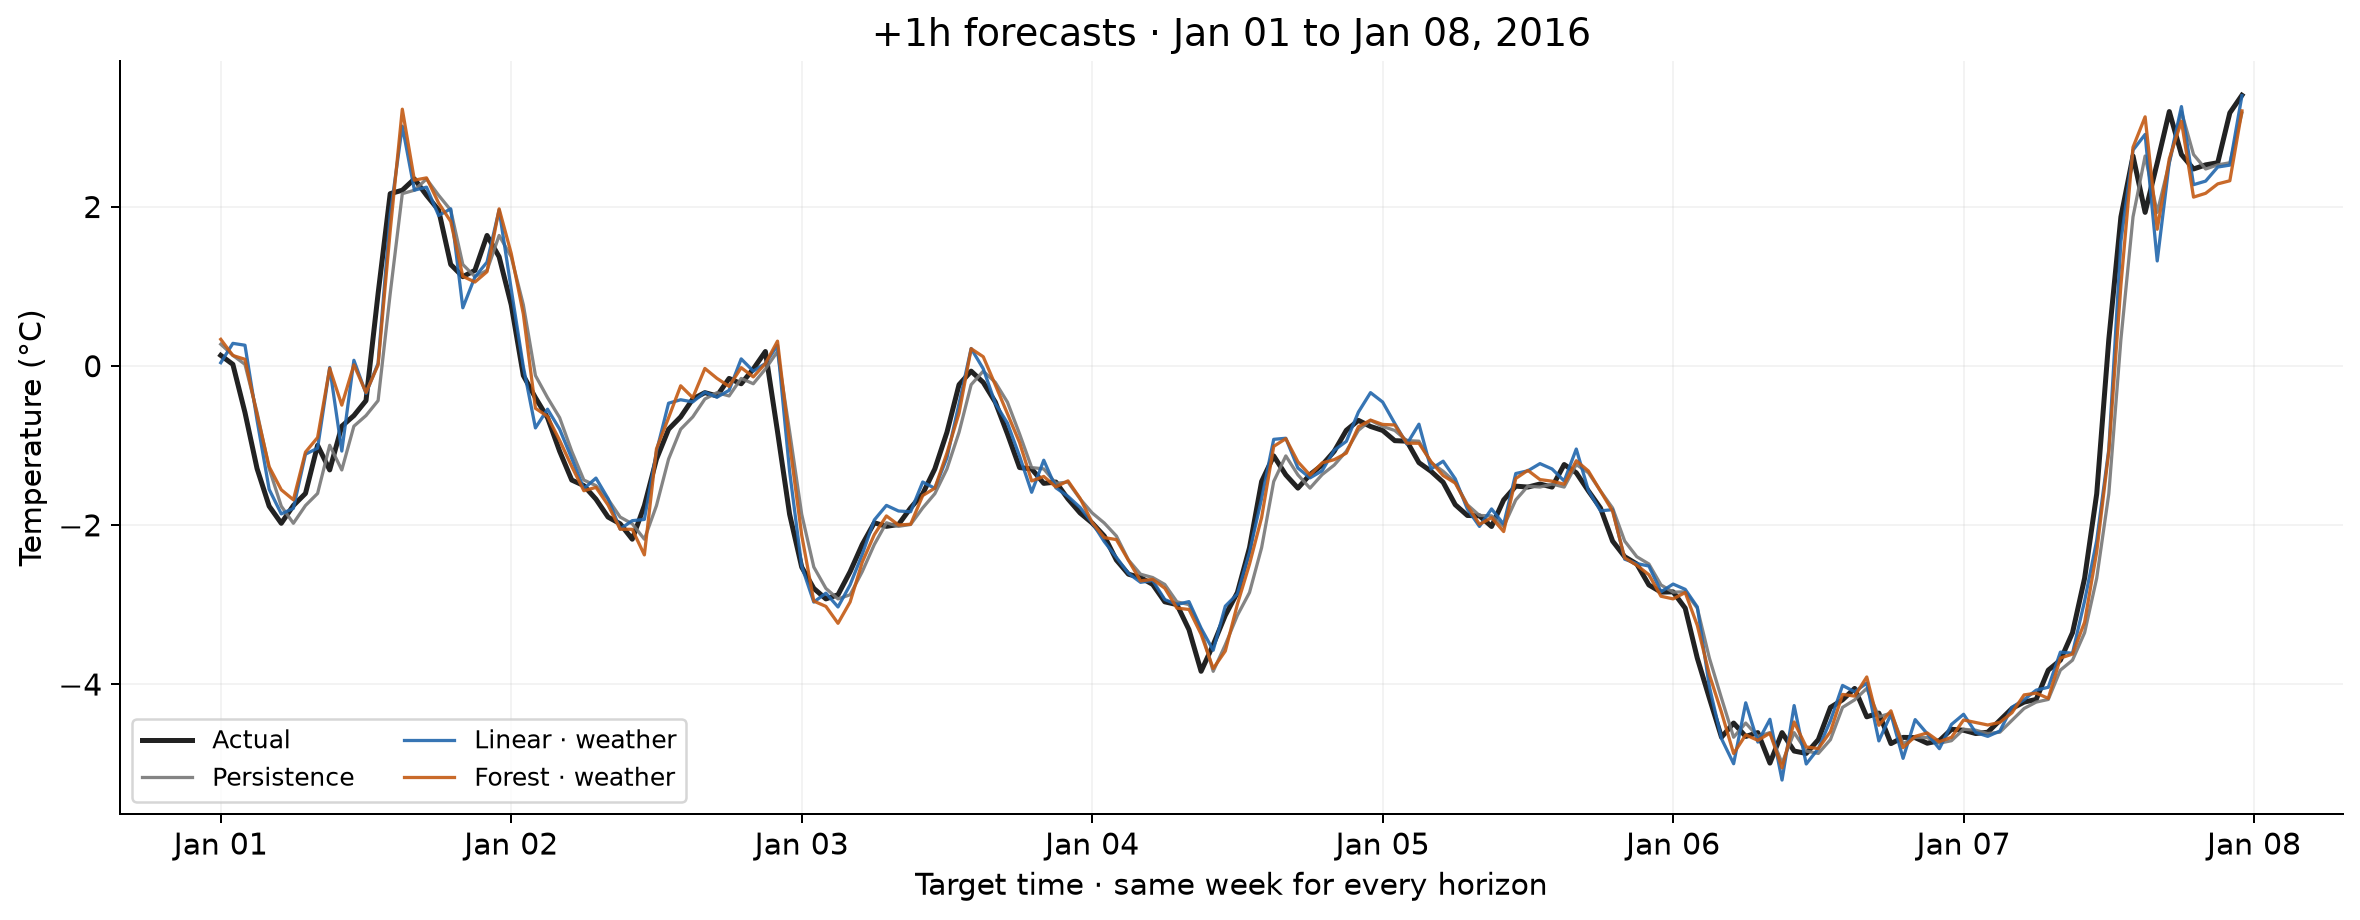 +1h forecasts · Jan 01 to Jan 08, 2016
Temperature (°C)
2
0
−2
−4
Actual
Persistence
Linear · weather
Forest · weather
Jan 01
Jan 02
Jan 03
Jan 04
Jan 05
Jan 06
Jan 07
Jan 08
Target time · same week for every horizon